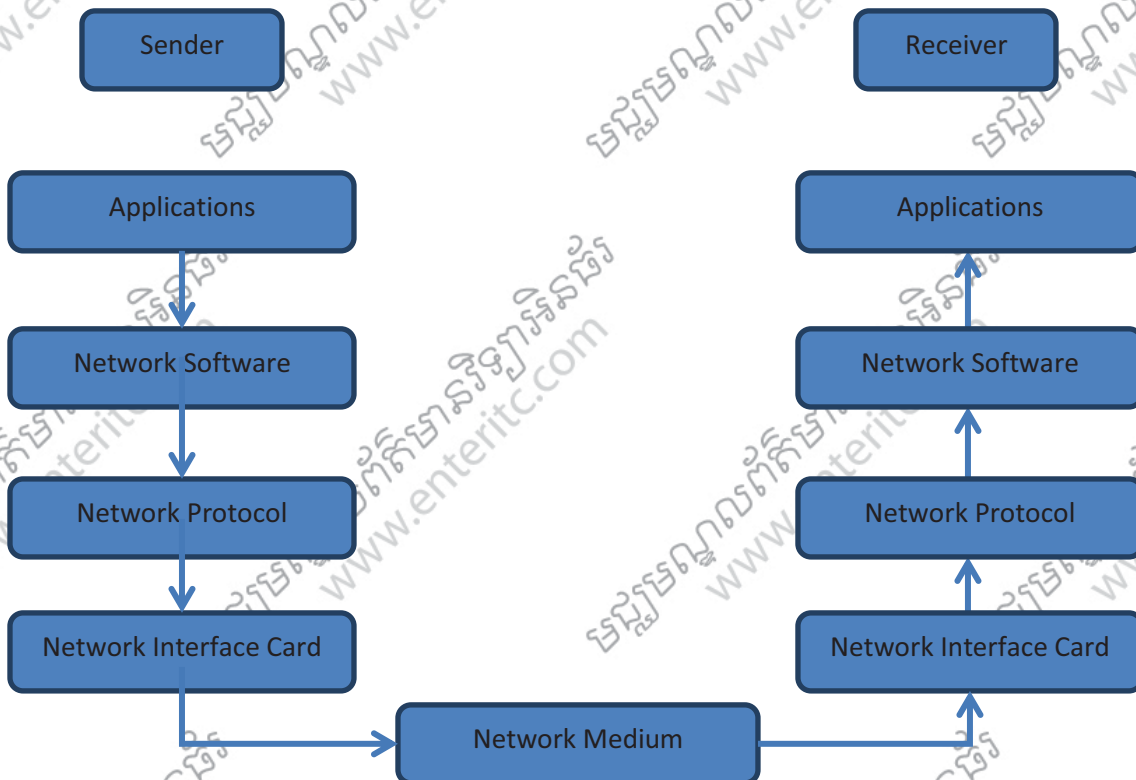 Sender
Receiver
Applications
Applications
Network Software
Network Software
Network Protocol
Network Protocol
Network Interface Card
Network Interface Card
Network Medium
www.enteritc.com